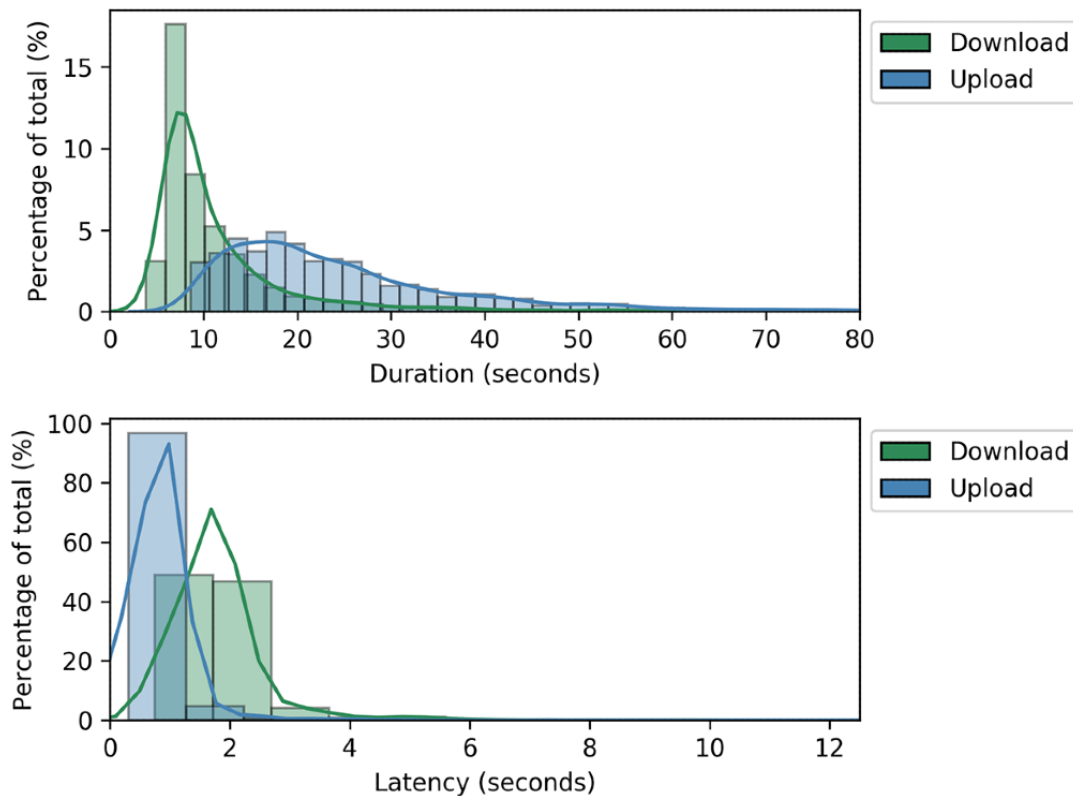 Percentage of total (%)
15
10
5
0
0 10 20 30 40 50 60 70 80
Duration (seconds)
Download
Upload
Percentage of total (%)
100
80
60
40
20
0
0 2 4 6 8 10 12
Latency (seconds)
Download
Upload